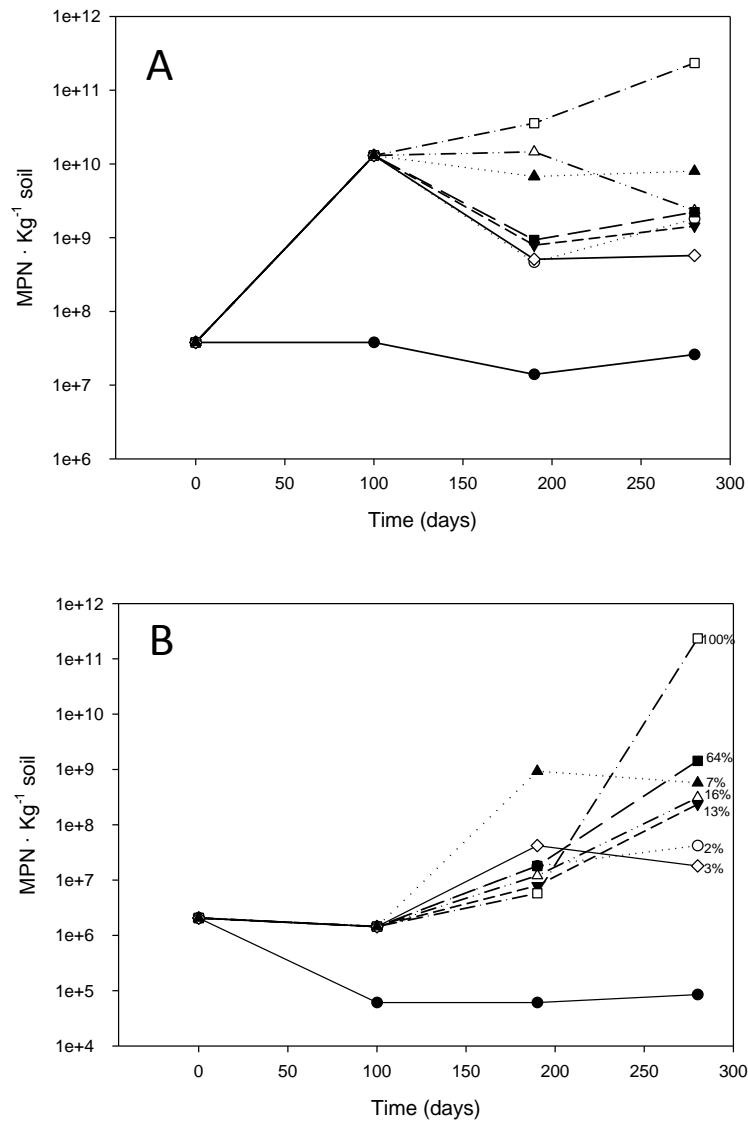 1e+12
A
1e+11
1e+10
1e+9
1e+8
1e+7
1e+6
MPN · Kg-1 soil
0 50 100 150 200 250 300
Time (days)
1e+12
B
1e+11
1e+10
1e+9
1e+8
1e+7
1e+6
1e+5
1e+4
MPN · Kg-1 soil
100%
64%
7%
16%
13%
2%
3%
0 50 100 150 200 250 300
Time (days)